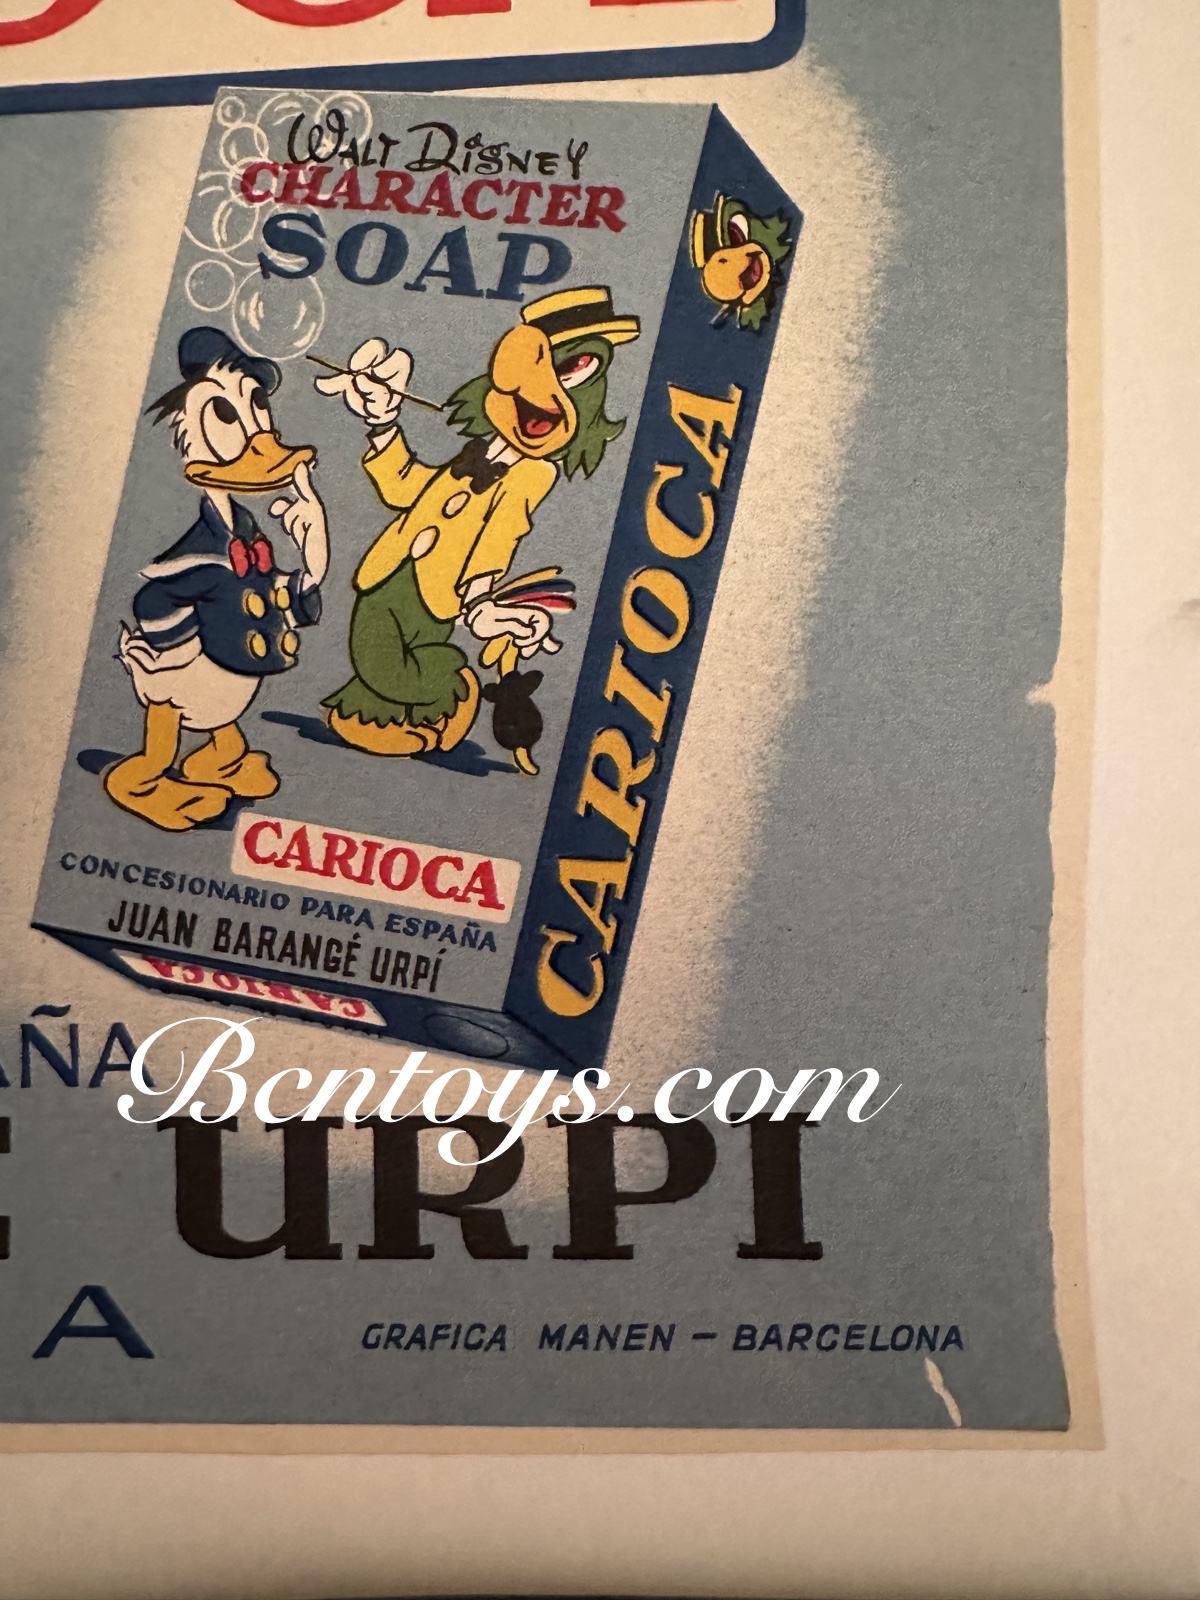 WALT DISNEY
CHARACTER
SOAP
CARIOCA
CARIOCA
CONCESIONARIO PARA ESPAÑA
JUAN BARANGÉ URPÍ
CARIOCA
AÑA
Bcntoys.com
URPI
A
GRAFICA MANEN - BARCELONA